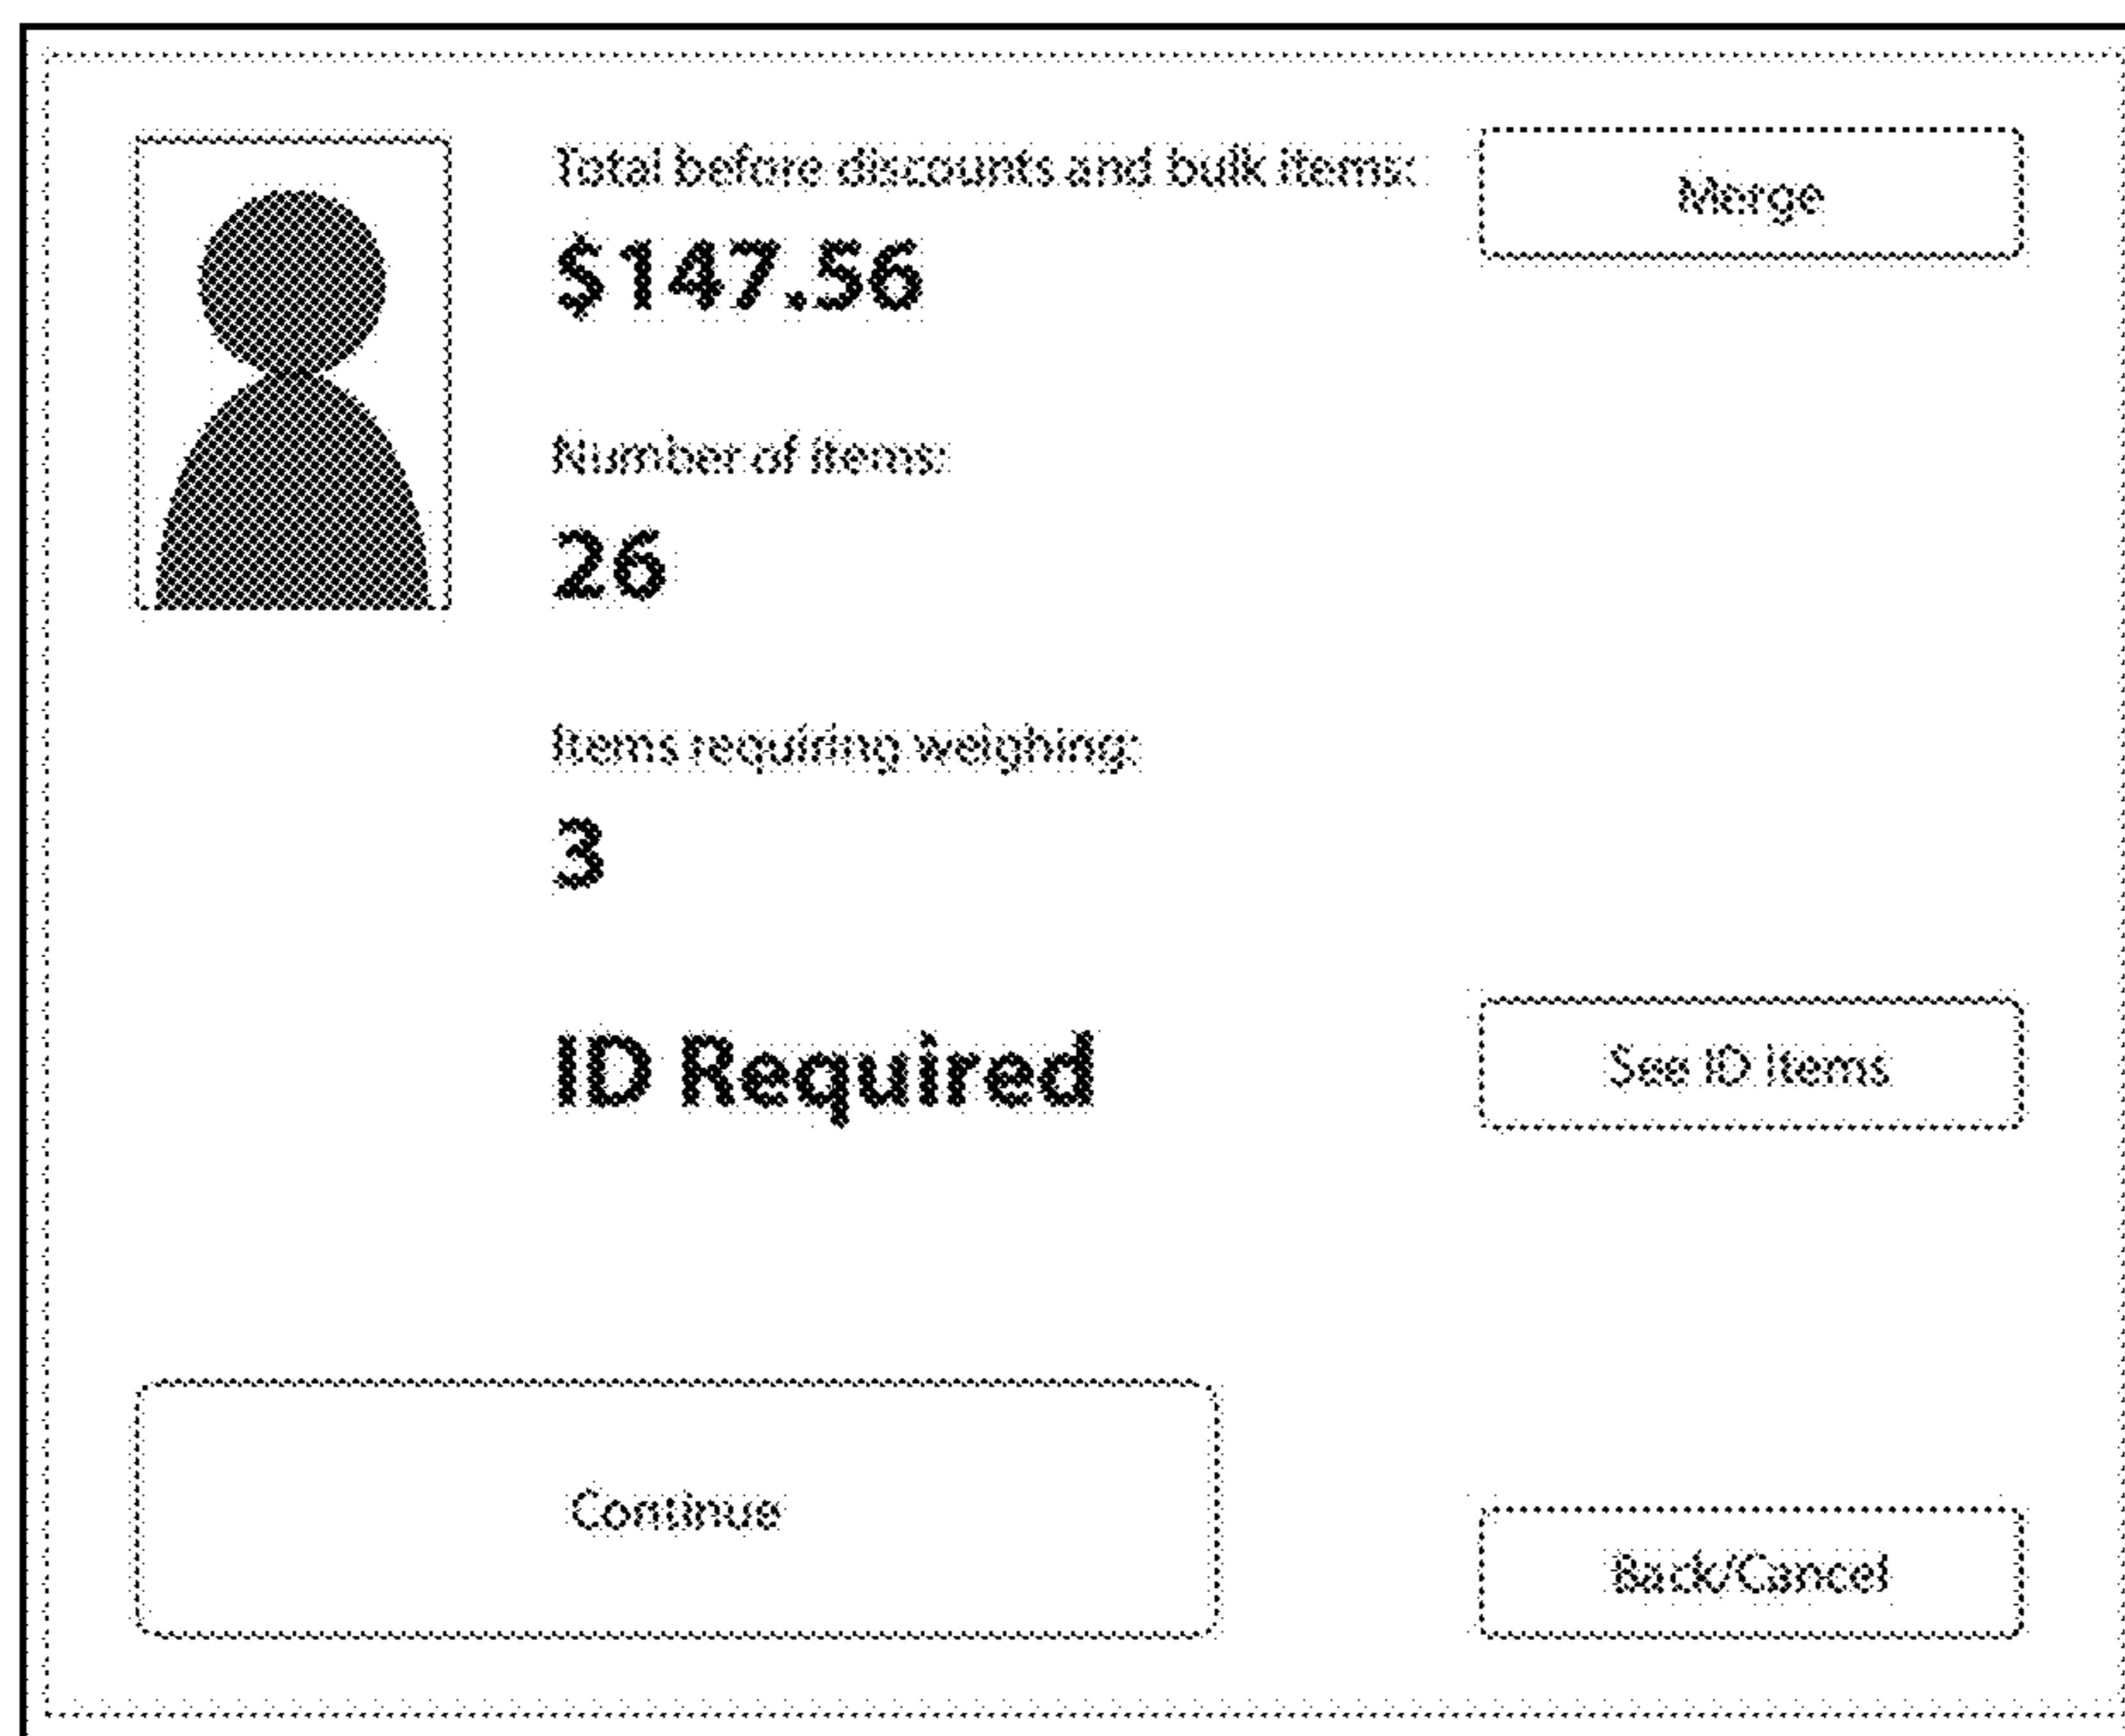 Total before discounts and bulk items:
Merge
$147.56
Number of items:
26
Items requiring weighing:
3
ID Required
See ID Items
Continue
Back/Cancel